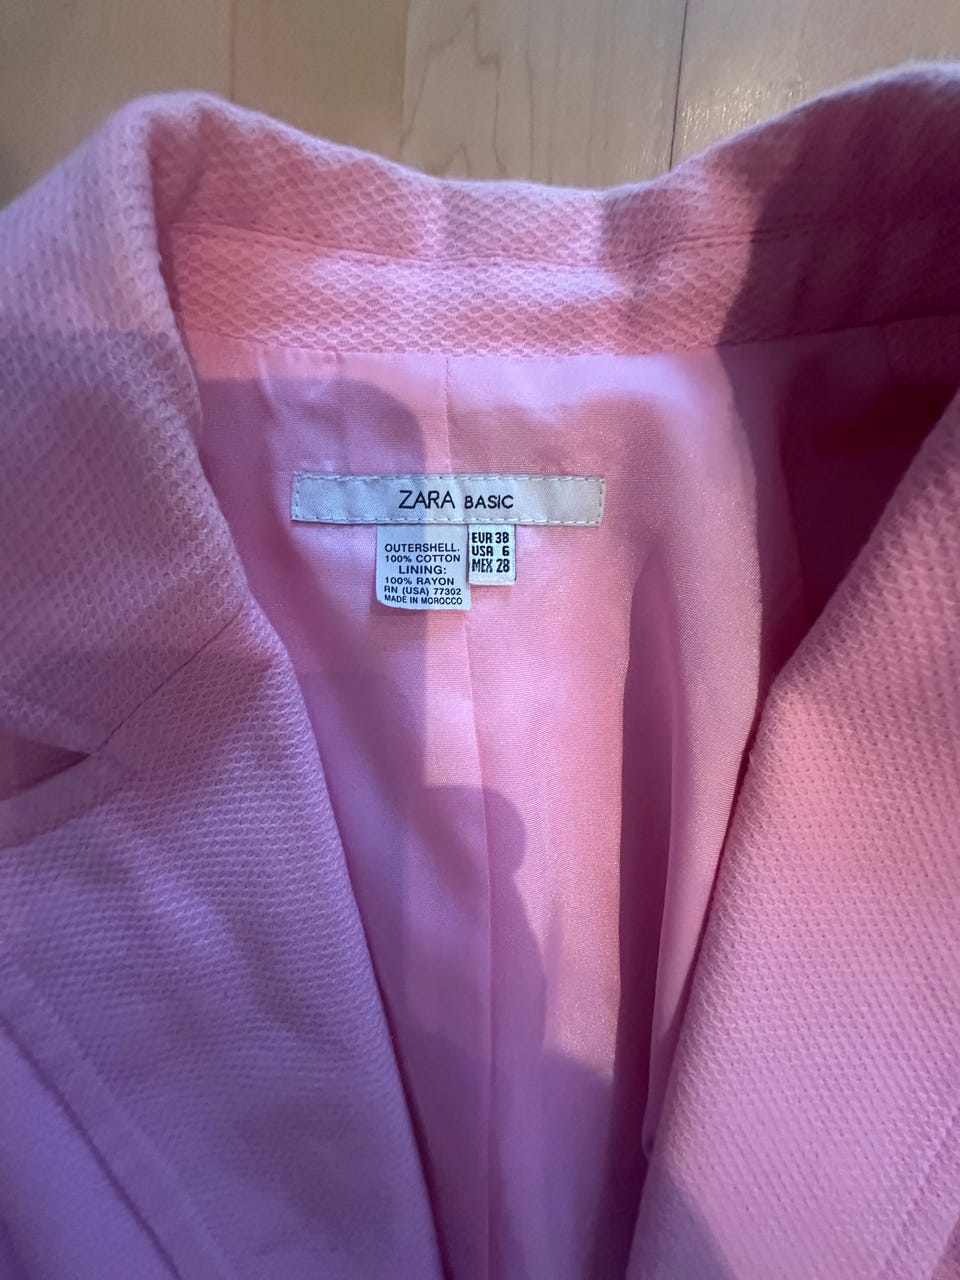 ZARA BASIC
OUTERSHELL.
100% COTTON
LINING:
100% RAYON
RN (USA) 77302
MADE IN MOROCCO
EUR 38
USA 6
MEX 28